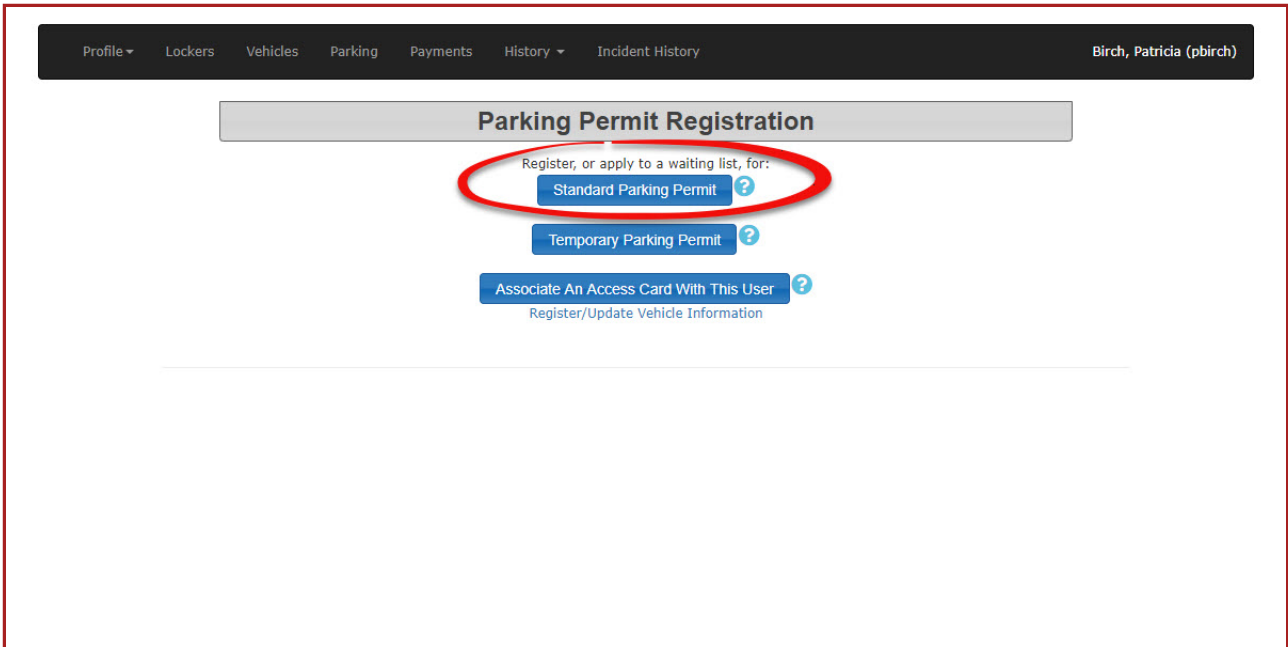 Profile Lockers Vehicles Parking Payments History Incident History Birch, Patricia (pbirch)
Parking Permit Registration
Register, or apply to a waiting list, for:
Standard Parking Permit ?
Temporary Parking Permit ?
Associate An Access Card With This User ?
Register/Update Vehicle Information